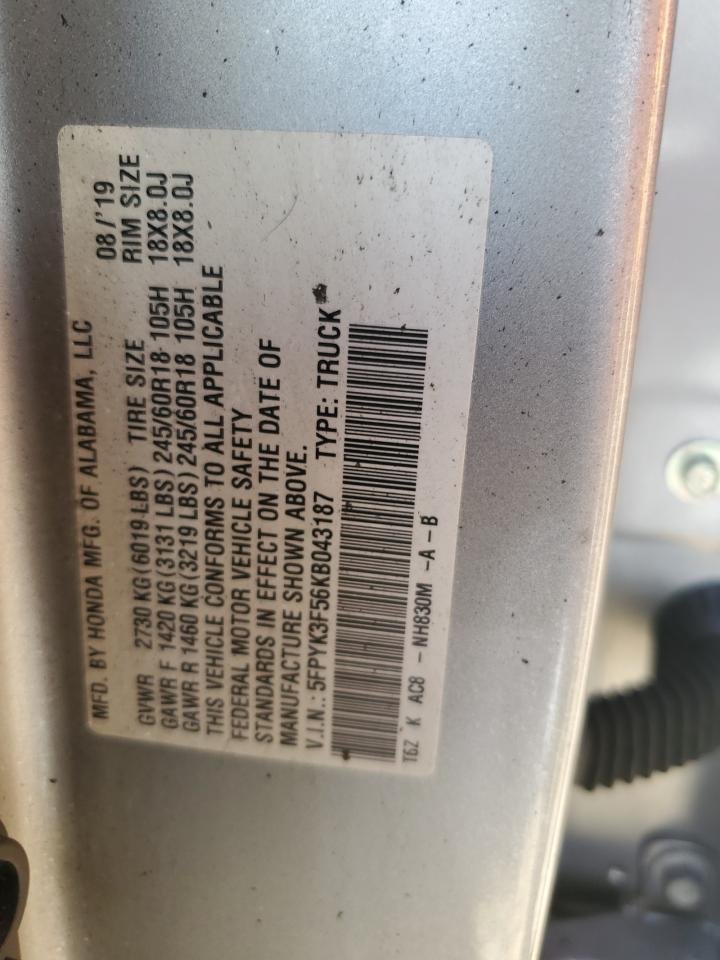 MFD. BY HONDA MFG. OF ALABAMA, LLC 08/'19
GVWR 2730 KG(6019 LBS) TIRE SIZE RIM SIZE
GAWR F 1420 KG(3131 LBS) 245/60R18 105H 18X8.0J
GAWR R 1460 KG(3219 LBS) 245/60R18 105H 18X8.0J
THIS VEHICLE CONFORMS TO ALL APPLICABLE
FEDERAL MOTOR VEHICLE SAFETY
STANDARDS IN EFFECT ON THE DATE OF
MANUFACTURE SHOWN ABOVE.
V.I.N.: 5FPYK3F56KB043187 TYPE: TRUCK
T6Z K AC8 - NH830M -A-B